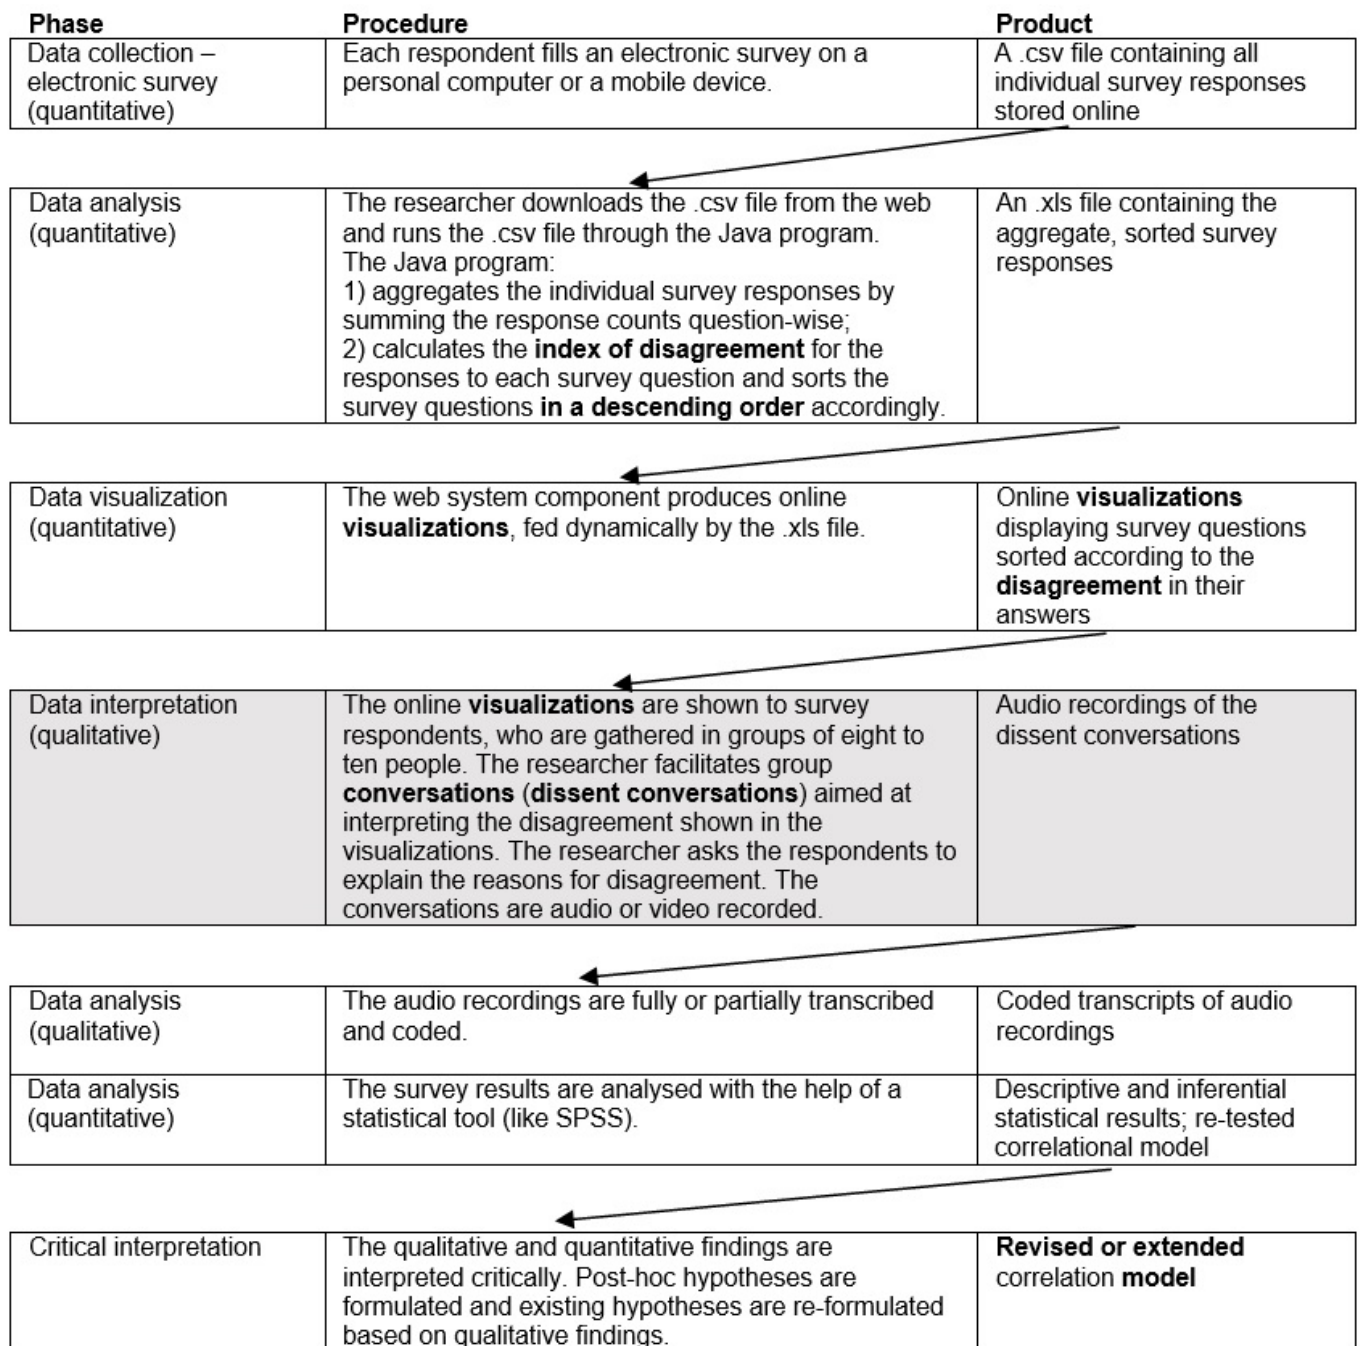 Phase Procedure Product
Data collection –
electronic survey
(quantitative)
Each respondent fills an electronic survey on a
personal computer or a mobile device.
A .csv file containing all
individual survey responses
stored online
Data analysis
(quantitative)
The researcher downloads the .csv file from the web
and runs the .csv file through the Java program.
The Java program:
1) aggregates the individual survey responses by
summing the response counts question-wise;
2) calculates the index of disagreement for the
responses to each survey question and sorts the
survey questions in a descending order accordingly.
An .xls file containing the
aggregate, sorted survey
responses
Data visualization
(quantitative)
The web system component produces online
visualizations, fed dynamically by the .xls file.
Online visualizations
displaying survey questions
sorted according to the
disagreement in their
answers
Data interpretation
(qualitative)
The online visualizations are shown to survey
respondents, who are gathered in groups of eight to
ten people. The researcher facilitates group
conversations (dissent conversations) aimed at
interpreting the disagreement shown in the
visualizations. The researcher asks the respondents to
explain the reasons for disagreement. The
conversations are audio or video recorded.
Audio recordings of the
dissent conversations
Data analysis
(qualitative)
The audio recordings are fully or partially transcribed
and coded.
Coded transcripts of audio
recordings
Data analysis
(quantitative)
The survey results are analysed with the help of a
statistical tool (like SPSS).
Descriptive and inferential
statistical results; re-tested
correlational model
Critical interpretation
The qualitative and quantitative findings are
interpreted critically. Post-hoc hypotheses are
formulated and existing hypotheses are re-formulated
based on qualitative findings.
Revised or extended
correlation model